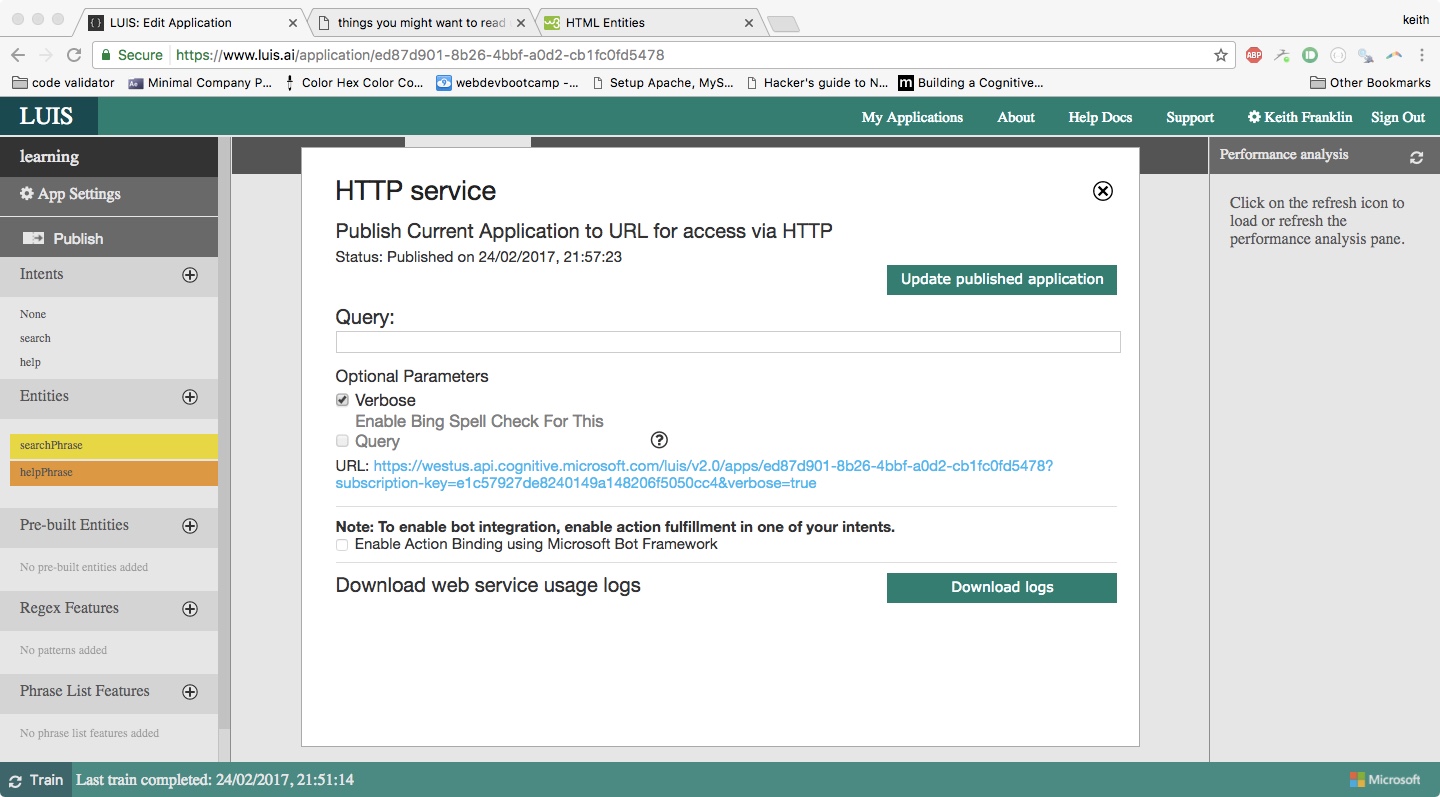 LUIS: Edit Application
things you might want to read
HTML Entities
keith
Secure https://www.luis.ai/application/ed87d901-8b26-4bbf-a0d2-cb1fc0fd5478
ABP
code validator
Ae
Minimal Company P...
Color Hex Color Co...
webdevbootcamp -...
Setup Apache, MyS...
Hacker's guide to N...
m
Building a Cognitive...
Other Bookmarks
LUIS
My Applications
About
Help Docs
Support
Keith Franklin
Sign Out
learning
App Settings
Publish
Intents
None
search
help
Entities
searchPhrase
helpPhrase
Pre-built Entities
No pre-built entities added
Regex Features
No patterns added
Phrase List Features
No phrase list features added
HTTP service
Publish Current Application to URL for access via HTTP
Status: Published on 24/02/2017, 21:57:23
Update published application
Query:
Optional Parameters
Verbose
Enable Bing Spell Check For This
Query
?
URL: https://westus.api.cognitive.microsoft.com/luis/v2.0/apps/ed87d901-8b26-4bbf-a0d2-cb1fc0fd5478?
subscription-key=e1c57927de8240149a148206f5050cc4&verbose=true
Note: To enable bot integration, enable action fulfillment in one of your intents.
Enable Action Binding using Microsoft Bot Framework
Download web service usage logs
Download logs
Performance analysis
Click on the refresh icon to
load or refresh the
performance analysis pane.
Train
Last train completed: 24/02/2017, 21:51:14
Microsoft